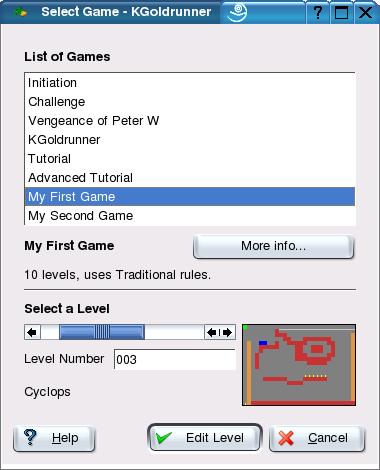 Select Game - KGoldrunner
List of Games
Initiation
Challenge
Vengeance of Peter W
KGoldrunner
Tutorial
Advanced Tutorial
My First Game
My Second Game
My First Game
More info...
10 levels, uses Traditional rules.
Select a Level
Level Number 003
Cyclops
Help
Edit Level
Cancel